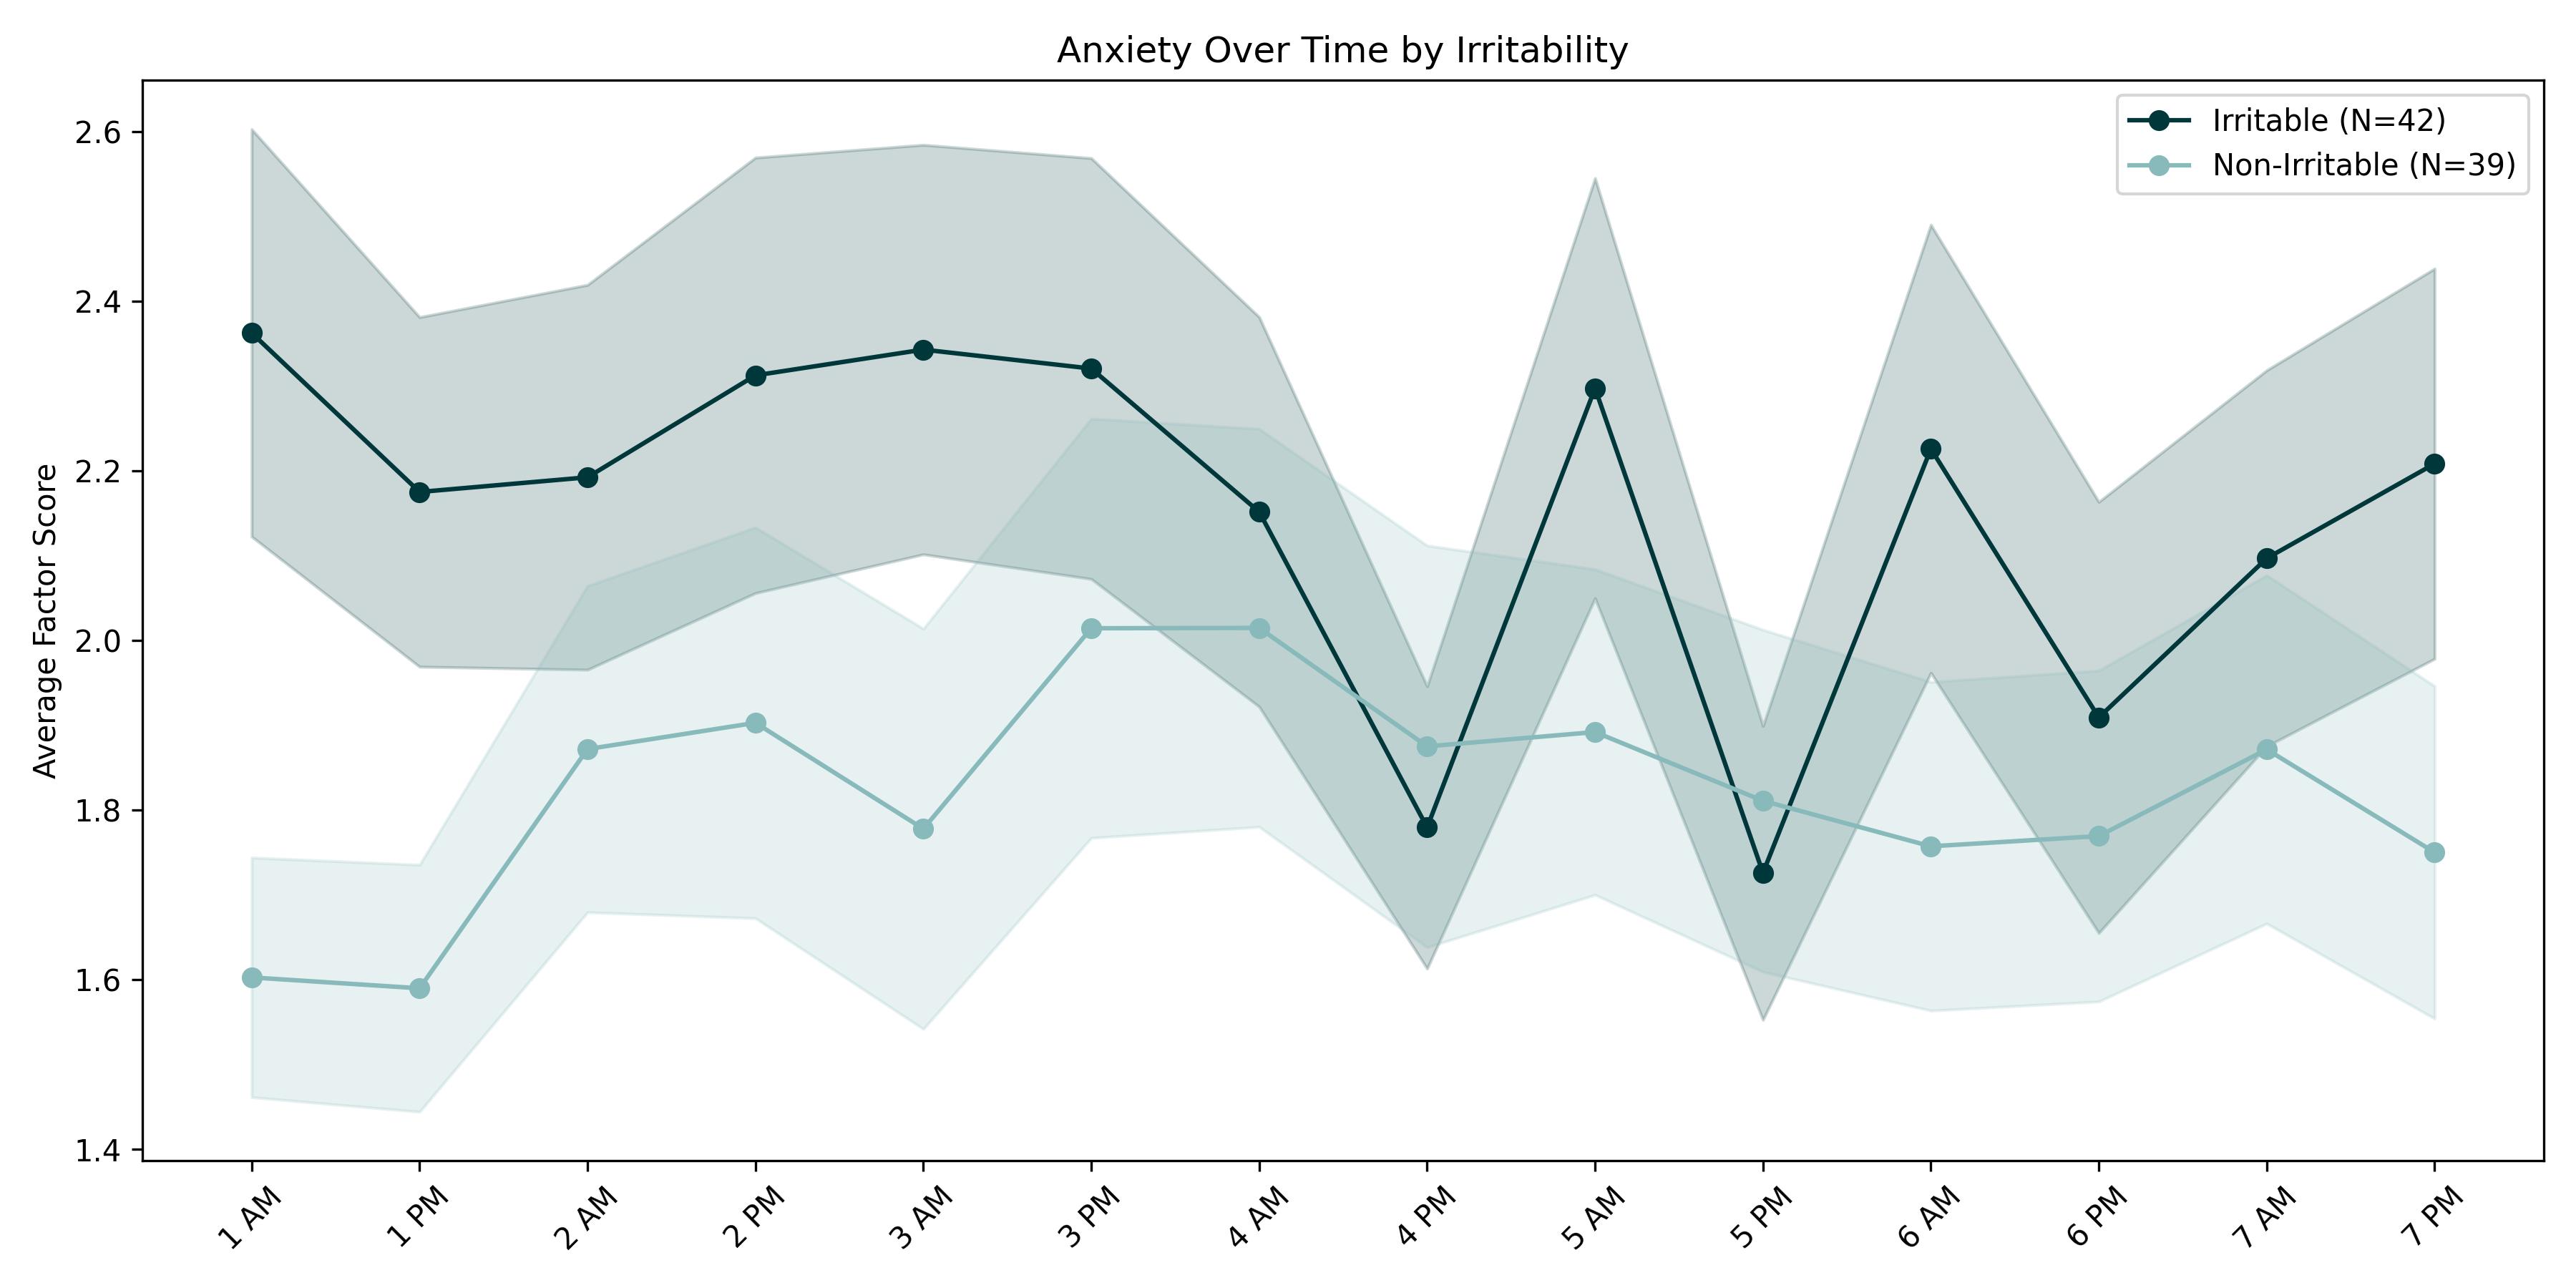 Anxiety Over Time by Irritability
Irritable (N=42)
Non-Irritable (N=39)
Average Factor Score
2.6
2.4
2.2
2.0
1.8
1.6
1.4
1 AM
1 PM
2 AM
2 PM
3 AM
3 PM
4 AM
4 PM
5 AM
5 PM
6 AM
6 PM
7 AM
7 PM